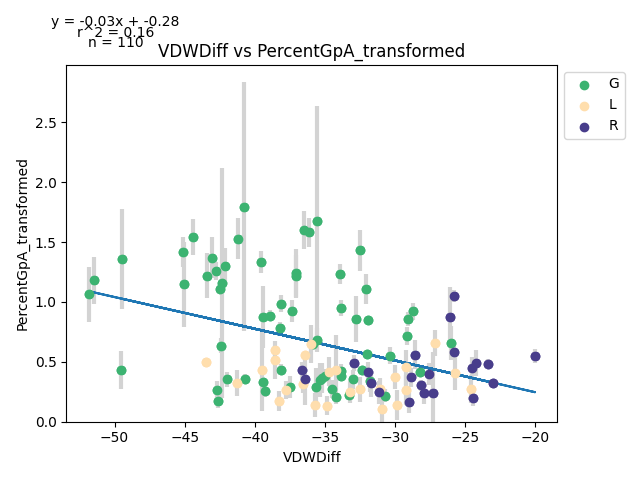 y = -0.03x + -0.28
r^2 = 0.16
n = 110
VDWDiff vs PercentGpA_transformed
G
L
R
PercentGpA_transformed
2.5
2.0
1.5
1.0
0.5
0.0
−50
−45
−40
−35
−30
−25
−20
VDWDiff